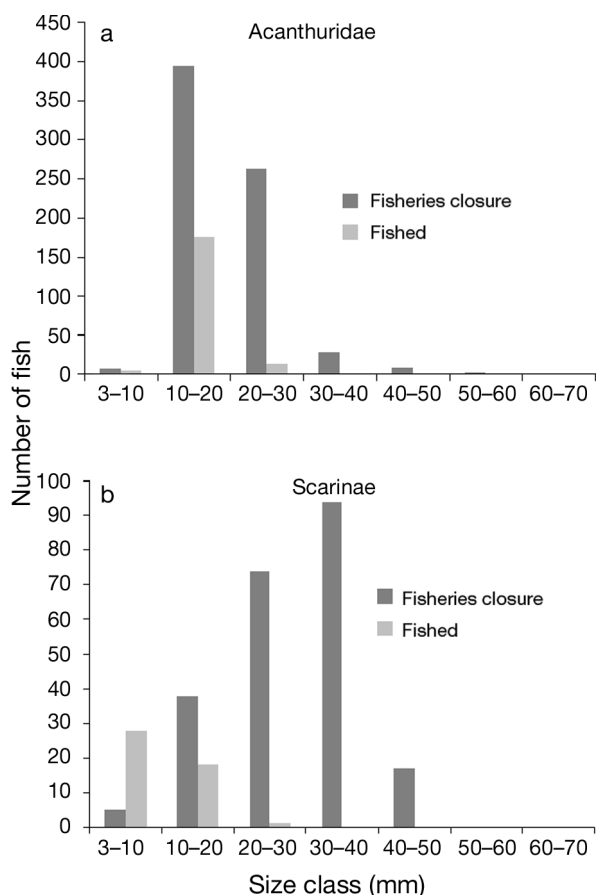 a
Acanthuridae
450
400
350
300
250
200
150
100
50
0
Fisheries closure
Fished
3–10 10–20 20–30 30–40 40–50 50–60 60–70
Number of fish
b
Scarinae
100
90
80
70
60
50
40
30
20
10
0
Fisheries closure
Fished
3–10 10–20 20–30 30–40 40–50 50–60 60–70
Size class (mm)